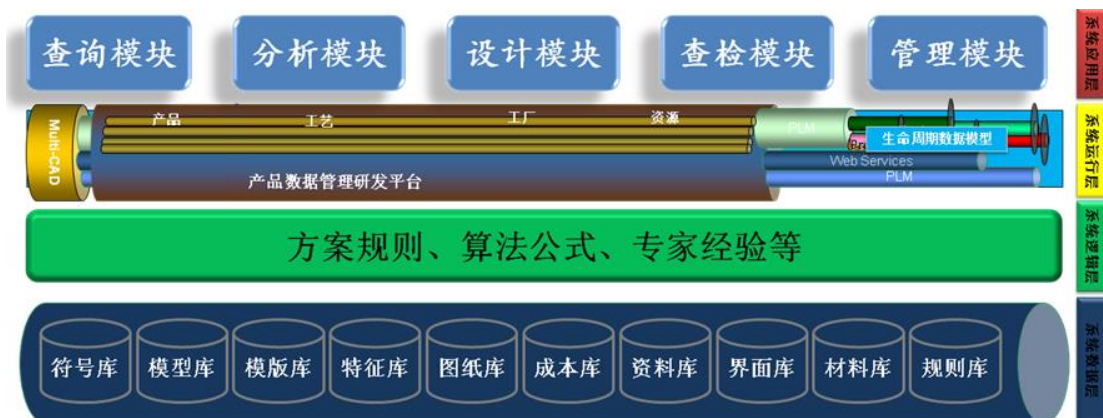 查询模块
分析模块
设计模块
查检模块
管理模块
系统应用层
Multi-CAD
产品
工艺
工厂
资源
产品数据管理研发平台
PLM
生命周期数据模型
Web Services
PLM
系统运行层
方案规则、算法公式、专家经验等
系统逻辑层
符号库
模型库
模版库
特征库
图纸库
成本库
资料库
界面库
材料库
规则库
系统数据层